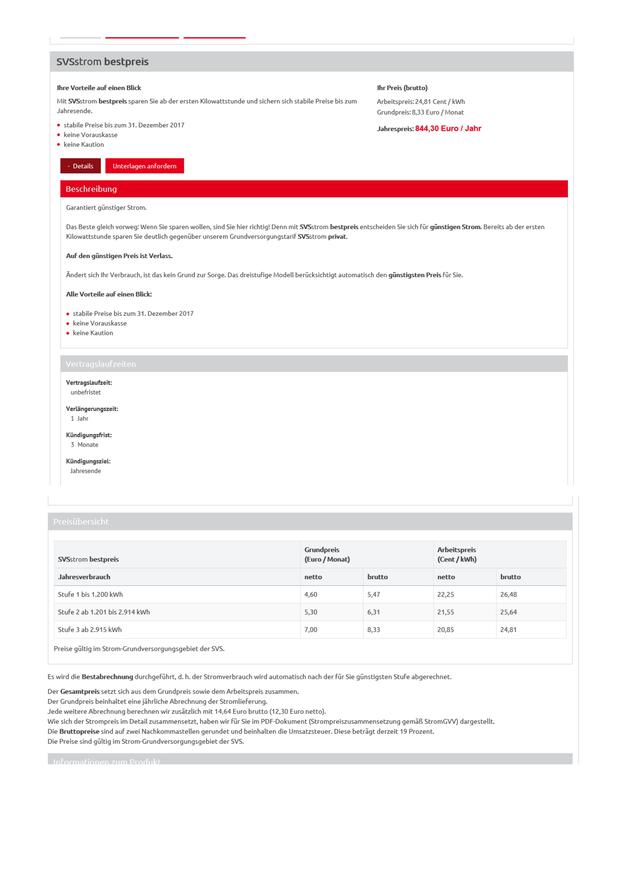 SVSstrom bestpreis
Ihre Vorteile auf einen Blick
Mit SVSstrom bestpreis sparen Sie ab der ersten Kilowattstunde und sichern sich stabile Preise bis zum
Jahresende.
• stabile Preise bis zum 31. Dezember 2017
• keine Vorauskasse
• keine Kaution
Ihr Preis (brutto)
Arbeitspreis: 24,81 Cent / kWh
Grundpreis: 8,33 Euro / Monat
Jahrespreis: 844,30 Euro / Jahr
- Details
Unterlagen anfordern
Beschreibung
Garantiert günstiger Strom.
Das Beste gleich vorweg: Wenn Sie sparen wollen, sind Sie hier richtig! Denn mit SVSstrom bestpreis entscheiden Sie sich für günstigen Strom. Bereits ab der ersten
Kilowattstunde sparen Sie deutlich gegenüber unserem Grundversorgungstarif SVSstrom privat.
Auf den günstigen Preis ist Verlass.
Ändert sich Ihr Verbrauch, ist das kein Grund zur Sorge. Das dreistufige Modell berücksichtigt automatisch den günstigsten Preis für Sie.
Alle Vorteile auf einen Blick:
• stabile Preise bis zum 31. Dezember 2017
• keine Vorauskasse
• keine Kaution
Vertragslaufzeiten
Vertragslaufzeit:
unbefristet
Verlängerungszeit:
1 Jahr
Kündigungsfrist:
3 Monate
Kündigungsziel:
Jahresende
Preisübersicht
SVSstrom bestpreis Grundpreis (Euro / Monat) Arbeitspreis (Cent / kWh)
Jahresverbrauch netto brutto netto brutto
Stufe 1 bis 1.200 kWh 4,60 5,47 22,25 26,48
Stufe 2 ab 1.201 bis 2.914 kWh 5,30 6,31 21,55 25,64
Stufe 3 ab 2.915 kWh 7,00 8,33 20,85 24,81
Preise gültig im Strom-Grundversorgungsgebiet der SVS.
Es wird die Bestabrechnung durchgeführt, d. h. der Stromverbrauch wird automatisch nach der für Sie günstigsten Stufe abgerechnet.
Der Gesamtpreis setzt sich aus dem Grundpreis sowie dem Arbeitspreis zusammen.
Der Grundpreis beinhaltet eine jährliche Abrechnung der Stromlieferung.
Jede weitere Abrechnung berechnen wir zusätzlich mit 14,64 Euro brutto (12,30 Euro netto).
Wie sich der Strompreis im Detail zusammensetzt, haben wir für Sie im PDF-Dokument (Strompreiszusammensetzung gemäß StromGVV) dargestellt.
Die Bruttopreise sind auf zwei Nachkommastellen gerundet und beinhalten die Umsatzsteuer. Diese beträgt derzeit 19 Prozent.
Die Preise sind gültig im Strom-Grundversorgungsgebiet der SVS.
Informationen zum Produkt